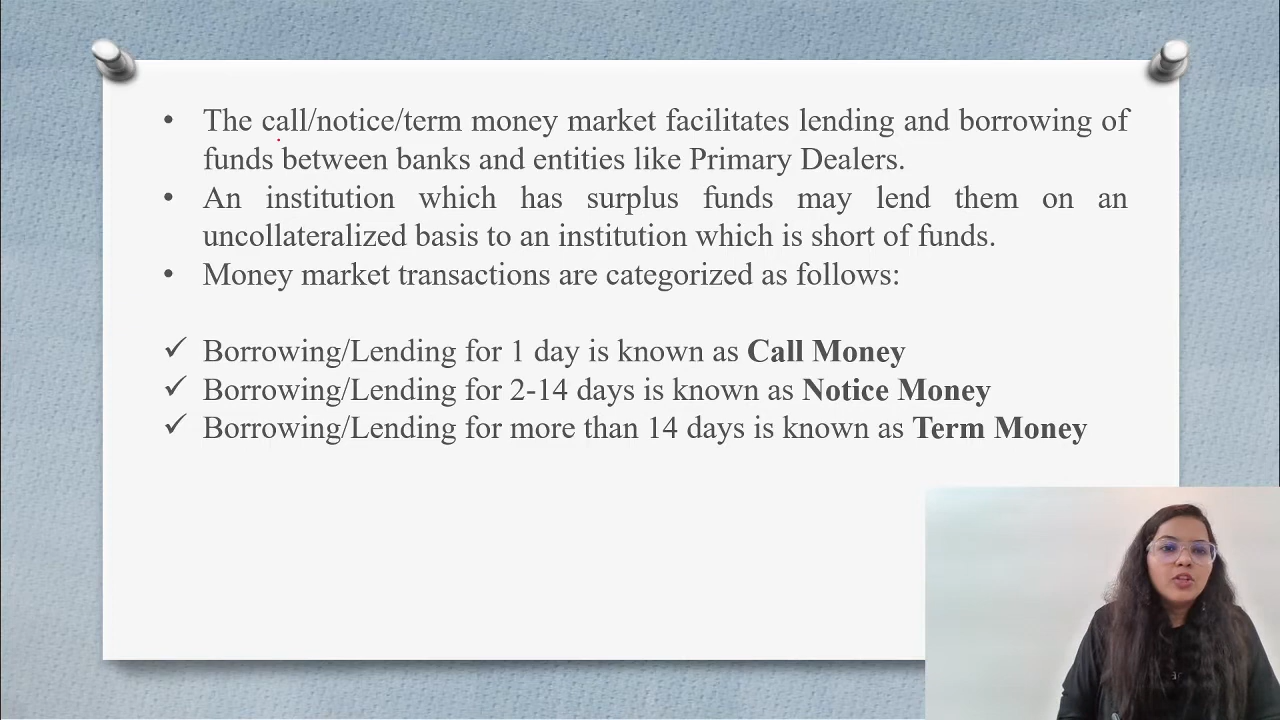 • The call/notice/term money market facilitates lending and borrowing of
funds between banks and entities like Primary Dealers.
• An institution which has surplus funds may lend them on an
uncollateralized basis to an institution which is short of funds.
• Money market transactions are categorized as follows:
✓ Borrowing/Lending for 1 day is known as Call Money
✓ Borrowing/Lending for 2-14 days is known as Notice Money
✓ Borrowing/Lending for more than 14 days is known as Term Money